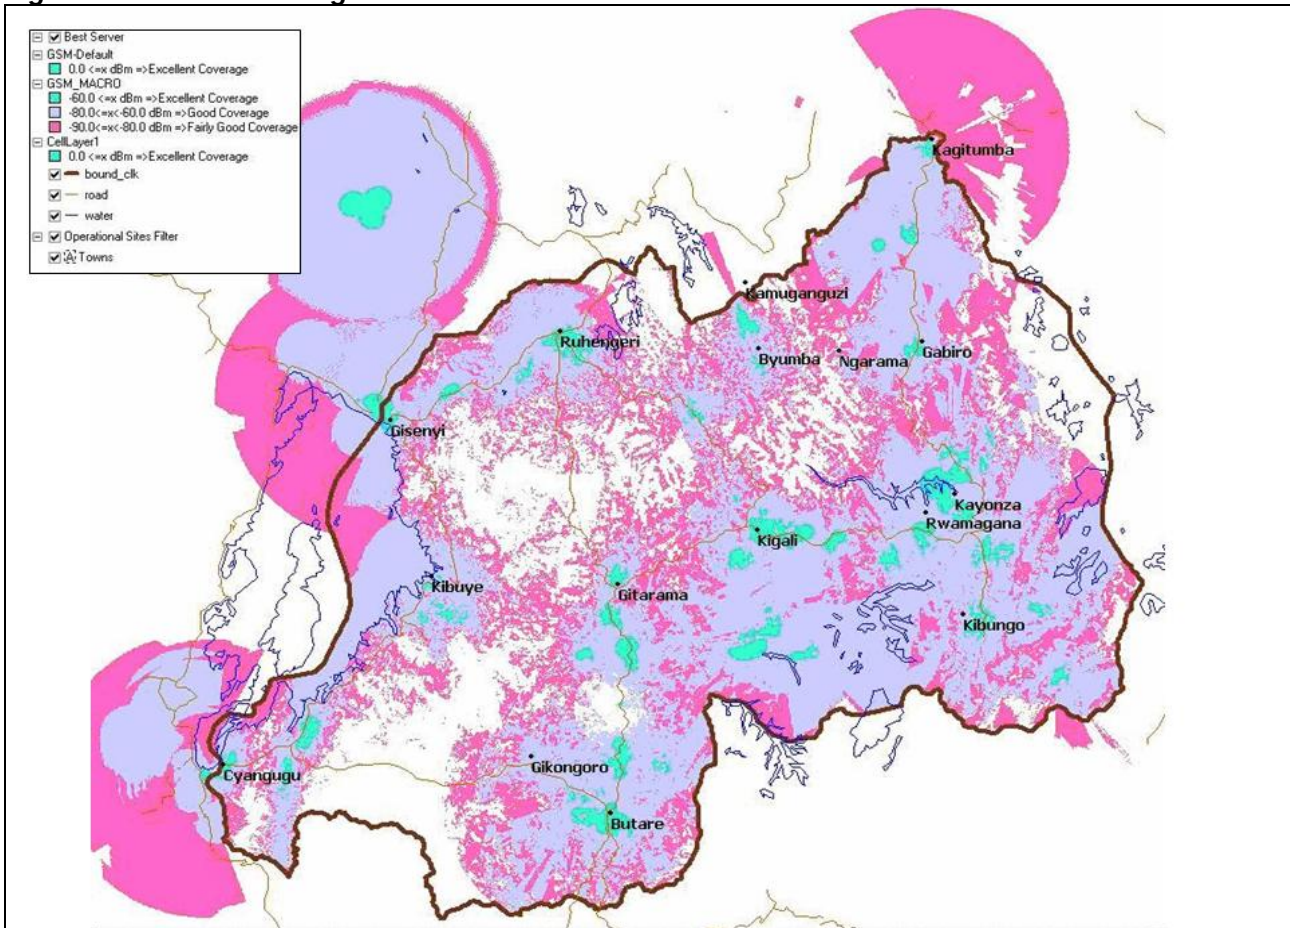 Best Server
GSM-Default
0.0 <=x dBm =>Excellent Coverage
GSM_MACRO
-60.0 <=x dBm =>Excellent Coverage
-80.0<=x<-60.0 dBm =>Good Coverage
-90.0<=x<-80.0 dBm =>Fairly Good Coverage
CellLayer1
0.0 <=x dBm =>Excellent Coverage
bound_clk
road
water
Operational Sites Filter
A Towns
Kagitumba
Kamuganguzi
Ruhengeri
Byumba
Ngarama
Gabiro
Gisenyi
Kayonza
Rwamagana
Kigali
Kibuye
Gitarama
Kibungo
Gikongoro
Cyangugu
Butare